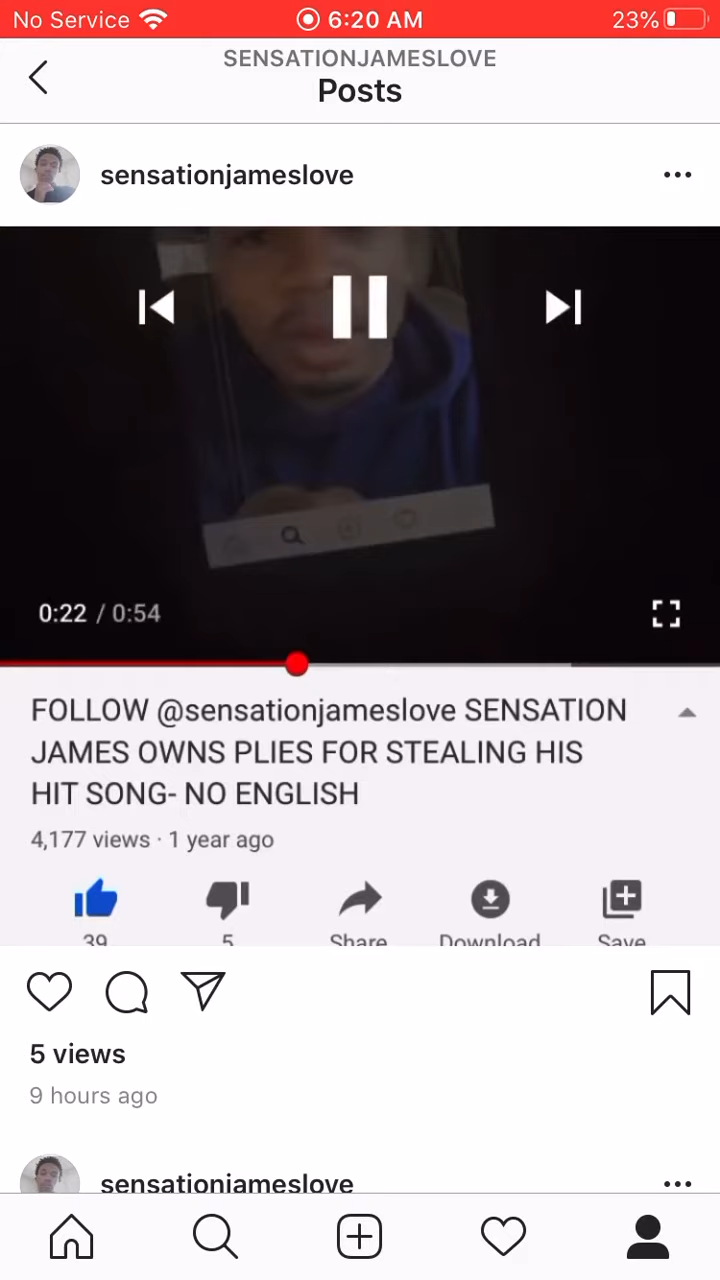 No Service 6:20 AM 23%
SENSATIONJAMESLOVE
Posts
sensationjameslove
0:22 / 0:54
FOLLOW @sensationjameslove SENSATION
JAMES OWNS PLIES FOR STEALING HIS
HIT SONG- NO ENGLISH
4,177 views · 1 year ago
39 5 Share Download Save
5 views
9 hours ago
sensationjameslove